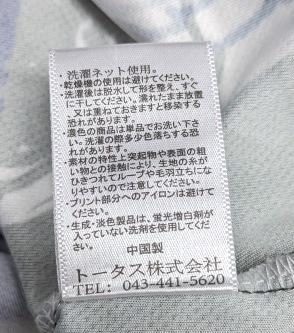 ・洗濯ネット使用。
・乾燥機の使用は避けてください。
・洗濯後は脱水して形を整え、すぐ
に干してください。濡れたまま放置
、又は重ねておきますと移染する
恐れがあります。
・濃色の商品は単品でお洗い下さ
い。洗濯の際多少色落ちする恐
れがあります。
・素材の特性上突起物や表面の粗
い物との接触により、生地の糸が
ひきつれてループや毛羽立ちにな
りやすいので注意してください。
・プリント部分へのアイロンは避けて
ください。
・生成・淡色製品は、蛍光増白剤が
入っていない洗剤を使用してくだ
さい。
中国製
トータス株式会社
TEL: 043-441-5620